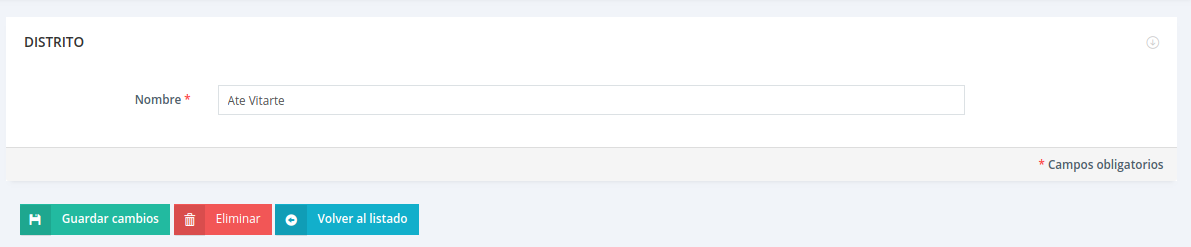 DISTRITO
Nombre *
Ate Vitarte
* Campos obligatorios
Guardar cambios
Eliminar
Volver al listado